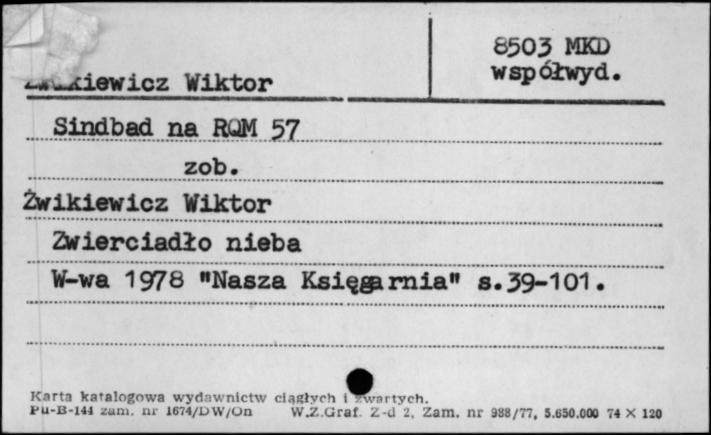 8503 MKD
współwyd.
Żwikiewicz Wiktor
Sindbad na RQM 57
zob.
Żwikiewicz Wiktor
Zwierciadło nieba
W-wa 1978 "Nasza Księgarnia" s.39-101.
Karta katalogowa wydawnictw ciągłych i zwartych.
Pu-B-144 zam. nr 1674/DW/On W.Z.Graf. Z-d 2, Zam. nr 988/77, 5.650.000 74 X 120